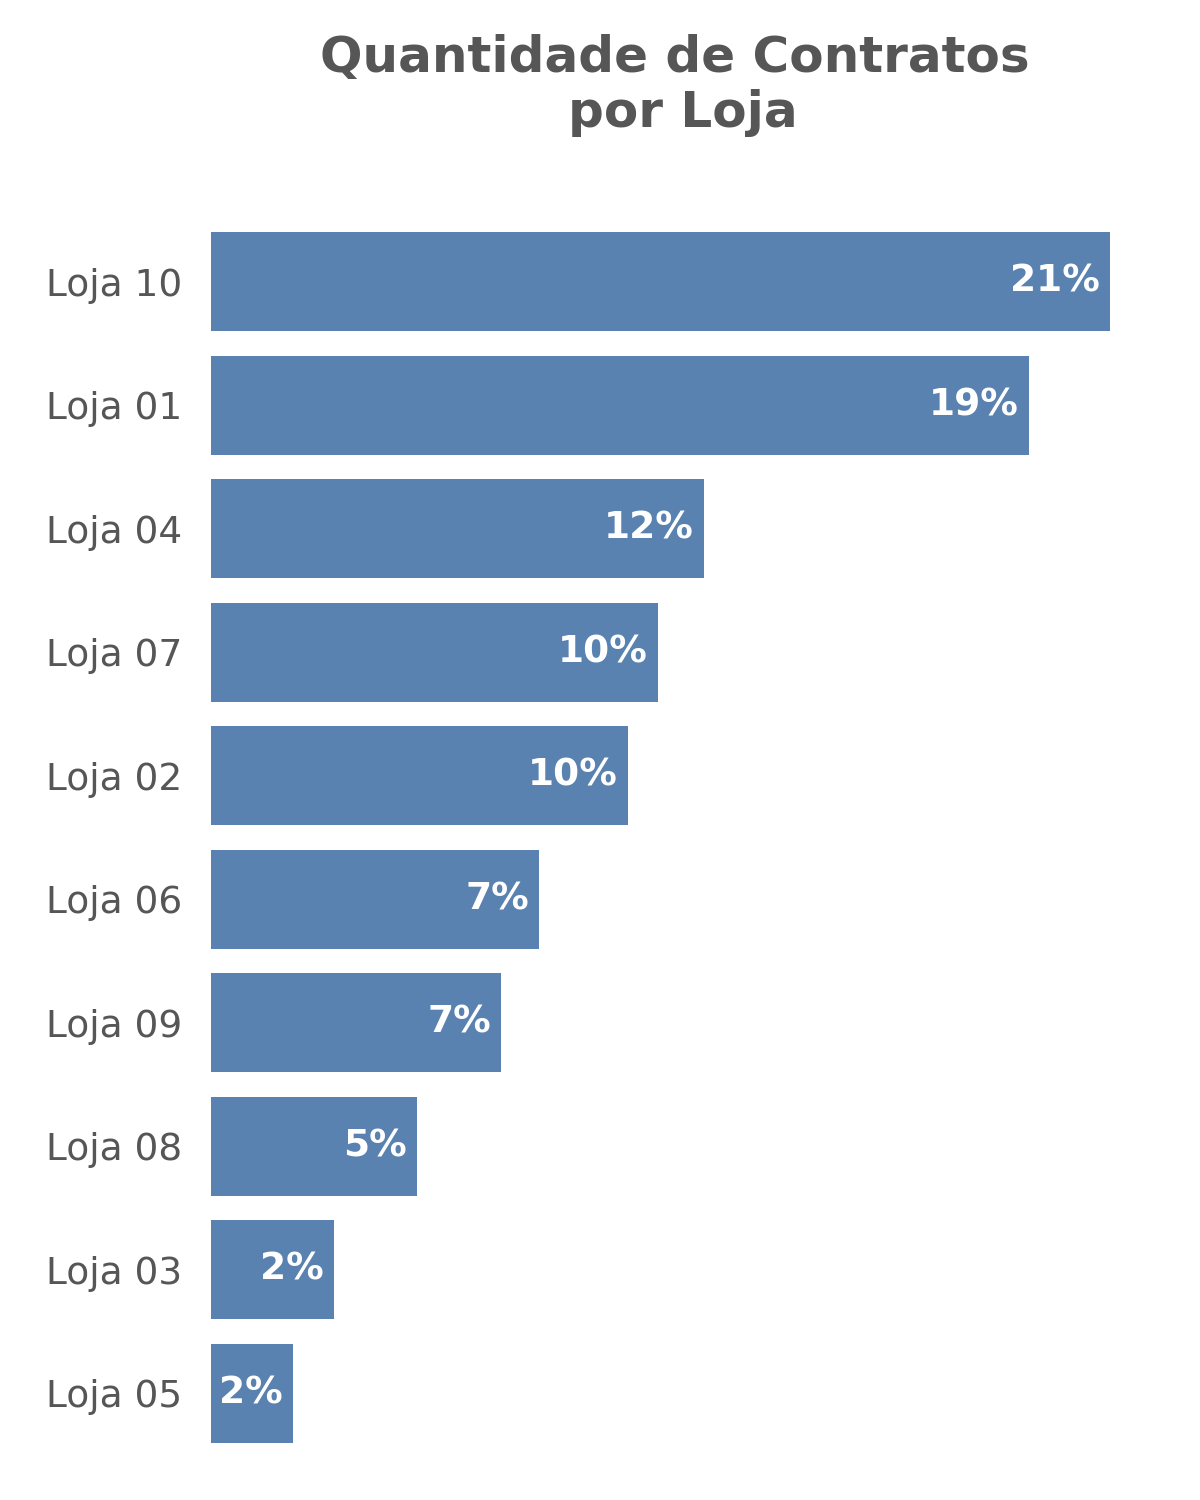 Quantidade de Contratos
por Loja
Loja 10 21%
Loja 01 19%
Loja 04 12%
Loja 07 10%
Loja 02 10%
Loja 06 7%
Loja 09 7%
Loja 08 5%
Loja 03 2%
Loja 05 2%